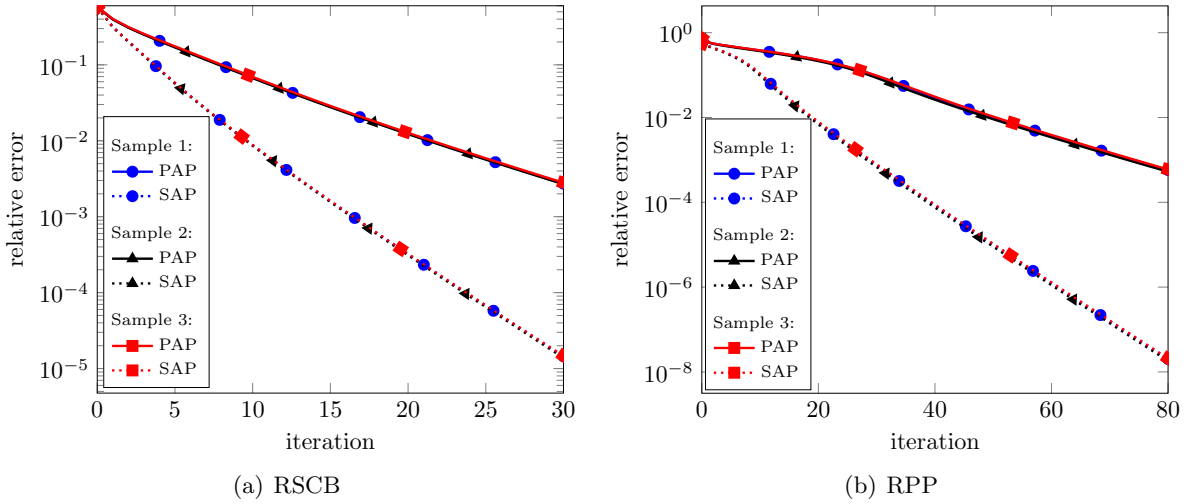 relative error
10^{-1}
10^{-2}
10^{-3}
10^{-4}
10^{-5}
Sample 1:
PAP
SAP
Sample 2:
PAP
SAP
Sample 3:
PAP
SAP
0 5 10 15 20 25 30
iteration
(a) RSCB
relative error
10^{0}
10^{-2}
10^{-4}
10^{-6}
10^{-8}
Sample 1:
PAP
SAP
Sample 2:
PAP
SAP
Sample 3:
PAP
SAP
0 20 40 60 80
iteration
(b) RPP